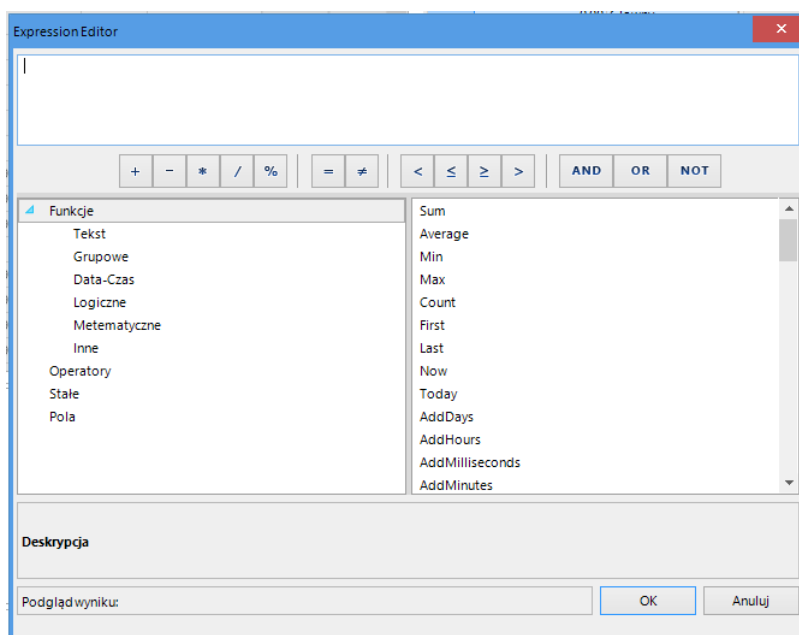 Expression Editor
×
+ - * / % = ≠ < ≤ ≥ > AND OR NOT
Funkcje
Tekst
Grupowe
Data-Czas
Logiczne
Metematyczne
Inne
Operatory
Stałe
Pola
Sum
Average
Min
Max
Count
First
Last
Now
Today
AddDays
AddHours
AddMilliseconds
AddMinutes
Deskrypcja
Podgląd wyniku:
OK
Anuluj